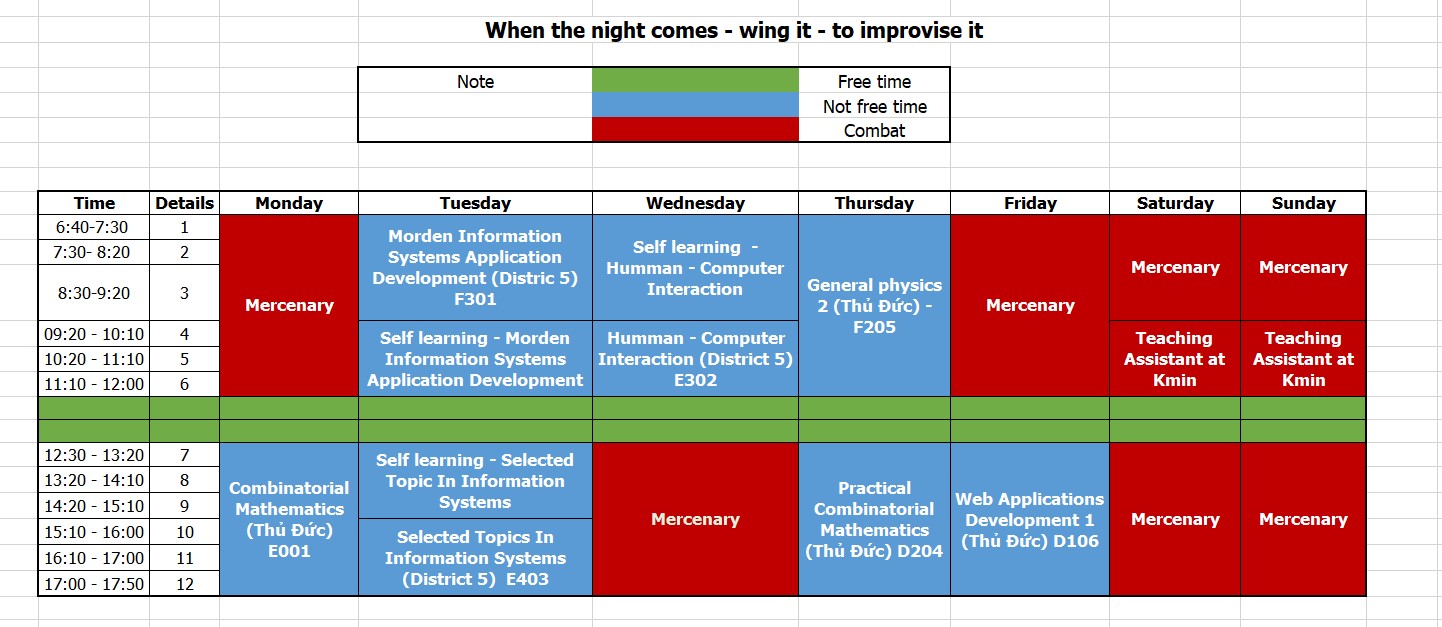 When the night comes - wing it - to improvise it
Note
Free time
Not free time
Combat
Time Details Monday Tuesday Wednesday Thursday Friday Saturday Sunday
6:40-7:30 1
7:30- 8:20 2
8:30-9:20 3
09:20 - 10:10 4
10:20 - 11:10 5
11:10 - 12:00 6
Mercenary
Morden Information
Systems Application
Development (Distric 5)
F301
Self learning - Morden
Information Systems
Application Development
Self learning -
Humman - Computer
Interaction
Humman - Computer
Interaction (District 5)
E302
General physics
2 (Thủ Đức) -
F205
Mercenary
Mercenary
Teaching
Assistant at
Kmin
Mercenary
Teaching
Assistant at
Kmin
12:30 - 13:20 7
13:20 - 14:10 8
14:20 - 15:10 9
15:10 - 16:00 10
16:10 - 17:00 11
17:00 - 17:50 12
Combinatorial
Mathematics
(Thủ Đức)
E001
Self learning - Selected
Topic In Information
Systems
Selected Topics In
Information Systems
(District 5) E403
Mercenary
Practical
Combinatorial
Mathematics
(Thủ Đức) D204
Web Applications
Development 1
(Thủ Đức) D106
Mercenary
Mercenary